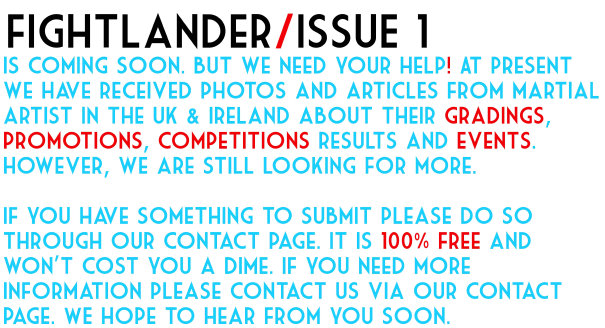 FIGHTLANDER/ISSUE 1
IS COMING SOON. BUT WE NEED YOUR HELP! AT PRESENT
WE HAVE RECEIVED PHOTOS AND ARTICLES FROM MARTIAL
ARTIST IN THE UK & IRELAND ABOUT THEIR GRADINGS,
PROMOTIONS, COMPETITIONS RESULTS AND EVENTS.
HOWEVER, WE ARE STILL LOOKING FOR MORE.
IF YOU HAVE SOMETHING TO SUBMIT PLEASE DO SO
THROUGH OUR CONTACT PAGE. IT IS 100% FREE AND
WON'T COST YOU A DIME. IF YOU NEED MORE
INFORMATION PLEASE CONTACT US VIA OUR CONTACT
PAGE. WE HOPE TO HEAR FROM YOU SOON.